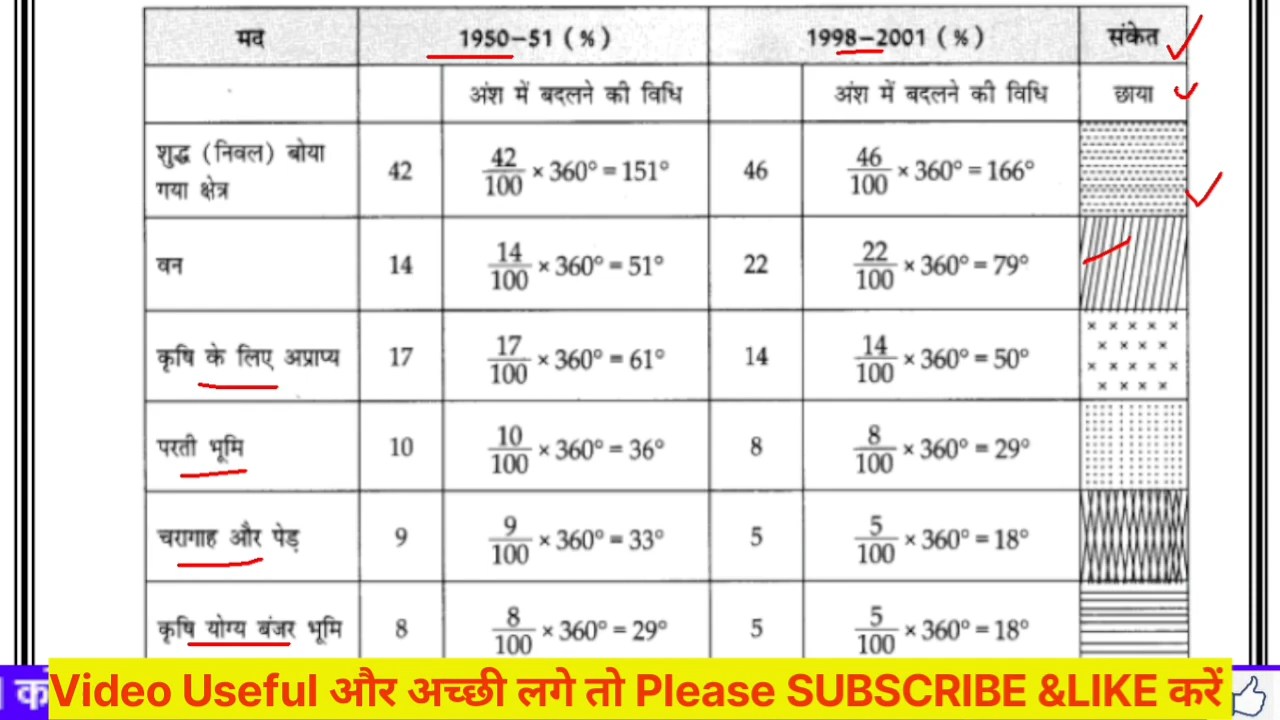 मद 1950–51 (%) 1998–2001 (%) संकेत
अंश में बदलने की विधि अंश में बदलने की विधि छाया
शुद्ध (निवल) बोया
गया क्षेत्र 42 42/100 × 360° = 151° 46 46/100 × 360° = 166°
वन 14 14/100 × 360° = 51° 22 22/100 × 360° = 79°
कृषि के लिए अप्राप्य 17 17/100 × 360° = 61° 14 14/100 × 360° = 50°
परती भूमि 10 10/100 × 360° = 36° 8 8/100 × 360° = 29°
चरागाह और पेड़ 9 9/100 × 360° = 33° 5 5/100 × 360° = 18°
कृषि योग्य बंजर भूमि 8 8/100 × 360° = 29° 5 5/100 × 360° = 18°
Video Useful और अच्छी लगे तो Please SUBSCRIBE &LIKE करें